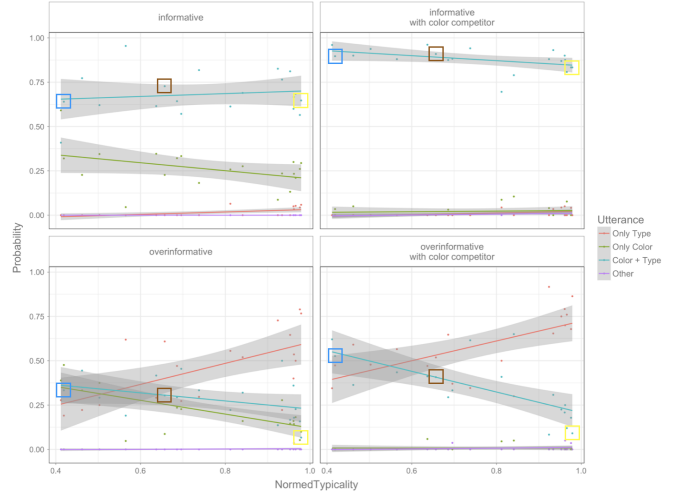 informative
informative
with color competitor
1.00
0.75
0.50
0.25
0.00
overinformative
overinformative
with color competitor
1.00
0.75
0.50
0.25
0.00
0.4
0.6
0.8
1.0
0.4
0.6
0.8
1.0
Probability
NormedTypicality
Utterance
Only Type
Only Color
Color + Type
Other